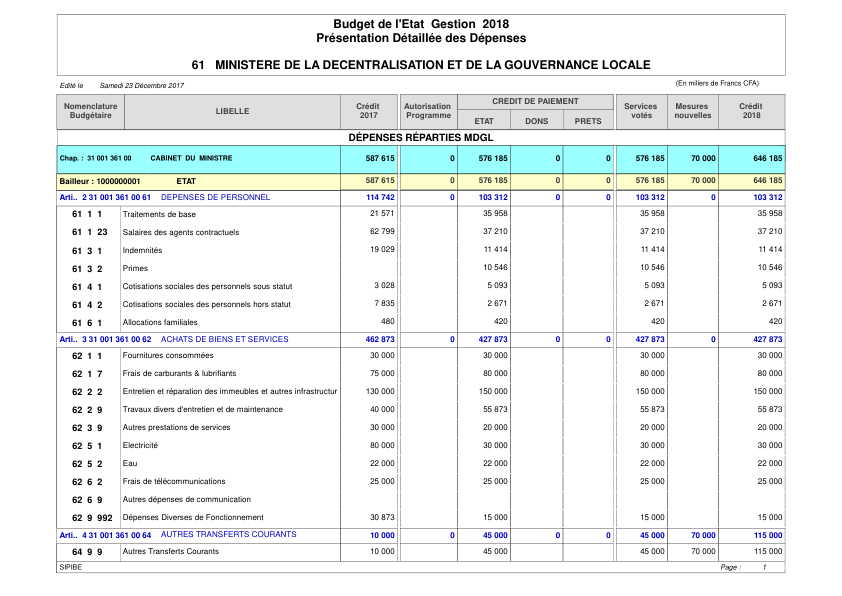 Budget de l'Etat Gestion 2018
Présentation Détaillée des Dépenses
61 MINISTERE DE LA DECENTRALISATION ET DE LA GOUVERNANCE LOCALE
Edité le Samedi 23 Décembre 2017 (En miliers de Francs CFA)
Nomenclature Budgétaire LIBELLE Crédit 2017 Autorisation Programme CREDIT DE PAIEMENT ETAT DONS PRETS Services votés Mesures nouvelles Crédit 2018
DÉPENSES RÉPARTIES MDGL
Chap. : 31 001 361 00 CABINET DU MINISTRE 587 615 0 576 185 0 0 576 185 70 000 646 185
Bailleur : 1000000001 ETAT 587 615 0 576 185 0 0 576 185 70 000 646 185
Arti.. 2 31 001 361 00 61 DEPENSES DE PERSONNEL 114 742 0 103 312 0 0 103 312 0 103 312
61 1 1 Traitements de base 21 571 35 958 35 958 35 958
61 1 23 Salaires des agents contractuels 62 799 37 210 37 210 37 210
61 3 1 Indemnités 19 029 11 414 11 414 11 414
61 3 2 Primes 10 546 10 546 10 546
61 4 1 Cotisations sociales des personnels sous statut 3 028 5 093 5 093 5 093
61 4 2 Cotisations sociales des personnels hors statut 7 835 2 671 2 671 2 671
61 6 1 Allocations familiales 480 420 420 420
Arti.. 3 31 001 361 00 62 ACHATS DE BIENS ET SERVICES 462 873 0 427 873 0 0 427 873 0 427 873
62 1 1 Fournitures consommées 30 000 30 000 30 000 30 000
62 1 7 Frais de carburants & lubrifiants 75 000 80 000 80 000 80 000
62 2 2 Entretien et réparation des immeubles et autres infrastructur 130 000 150 000 150 000 150 000
62 2 9 Travaux divers d'entretien et de maintenance 40 000 55 873 55 873 55 873
62 3 9 Autres prestations de services 30 000 20 000 20 000 20 000
62 5 1 Electricité 80 000 30 000 30 000 30 000
62 5 2 Eau 22 000 22 000 22 000 22 000
62 6 2 Frais de télécommunications 25 000 25 000 25 000 25 000
62 6 9 Autres dépenses de communication
62 9 992 Dépenses Diverses de Fonctionnement 30 873 15 000 15 000 15 000
Arti.. 4 31 001 361 00 64 AUTRES TRANSFERTS COURANTS 10 000 0 45 000 0 0 45 000 70 000 115 000
64 9 9 Autres Transferts Courants 10 000 45 000 45 000 70 000 115 000
SIPIBE Page : 1